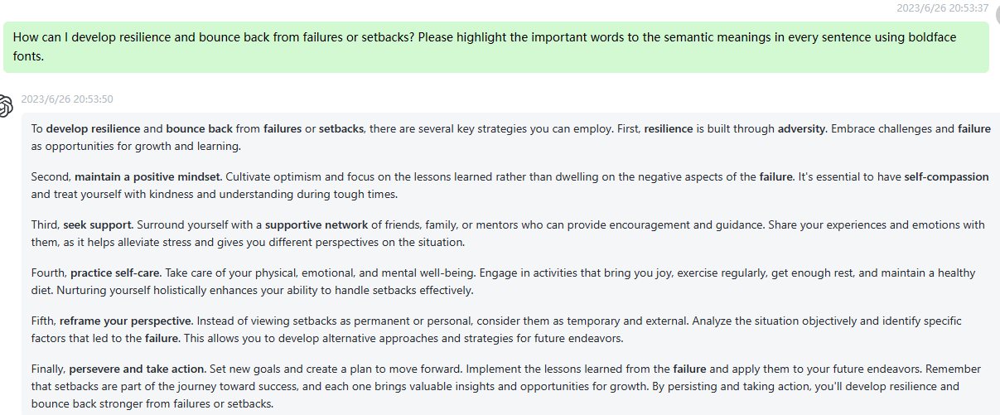 2023/6/26 20:53:37
How can I develop resilience and bounce back from failures or setbacks? Please highlight the important words to the semantic meanings in every sentence using boldface
fonts.
2023/6/26 20:53:50
To develop resilience and bounce back from failures or setbacks, there are several key strategies you can employ. First, resilience is built through adversity. Embrace challenges and failure
as opportunities for growth and learning.
Second, maintain a positive mindset. Cultivate optimism and focus on the lessons learned rather than dwelling on the negative aspects of the failure. It's essential to have self-compassion
and treat yourself with kindness and understanding during tough times.
Third, seek support. Surround yourself with a supportive network of friends, family, or mentors who can provide encouragement and guidance. Share your experiences and emotions with
them, as it helps alleviate stress and gives you different perspectives on the situation.
Fourth, practice self-care. Take care of your physical, emotional, and mental well-being. Engage in activities that bring you joy, exercise regularly, get enough rest, and maintain a healthy
diet. Nurturing yourself holistically enhances your ability to handle setbacks effectively.
Fifth, reframe your perspective. Instead of viewing setbacks as permanent or personal, consider them as temporary and external. Analyze the situation objectively and identify specific
factors that led to the failure. This allows you to develop alternative approaches and strategies for future endeavors.
Finally, persevere and take action. Set new goals and create a plan to move forward. Implement the lessons learned from the failure and apply them to your future endeavors. Remember
that setbacks are part of the journey toward success, and each one brings valuable insights and opportunities for growth. By persisting and taking action, you'll develop resilience and
bounce back stronger from failures or setbacks.